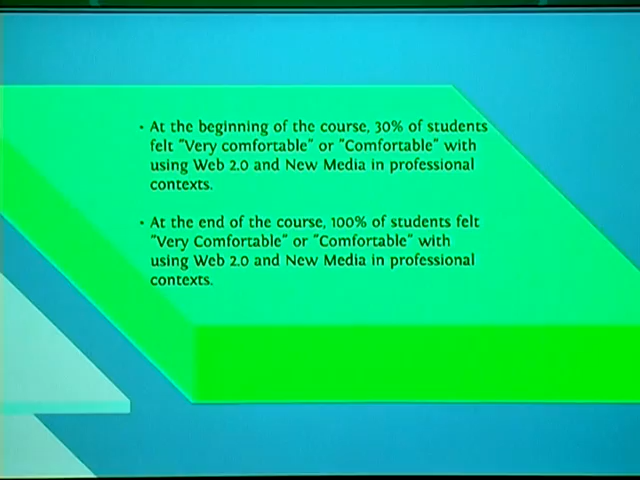 • At the beginning of the course, 30% of students
felt "Very comfortable" or "Comfortable" with
using Web 2.0 and New Media in professional
contexts.
• At the end of the course, 100% of students felt
"Very Comfortable" or "Comfortable" with
using Web 2.0 and New Media in professional
contexts.